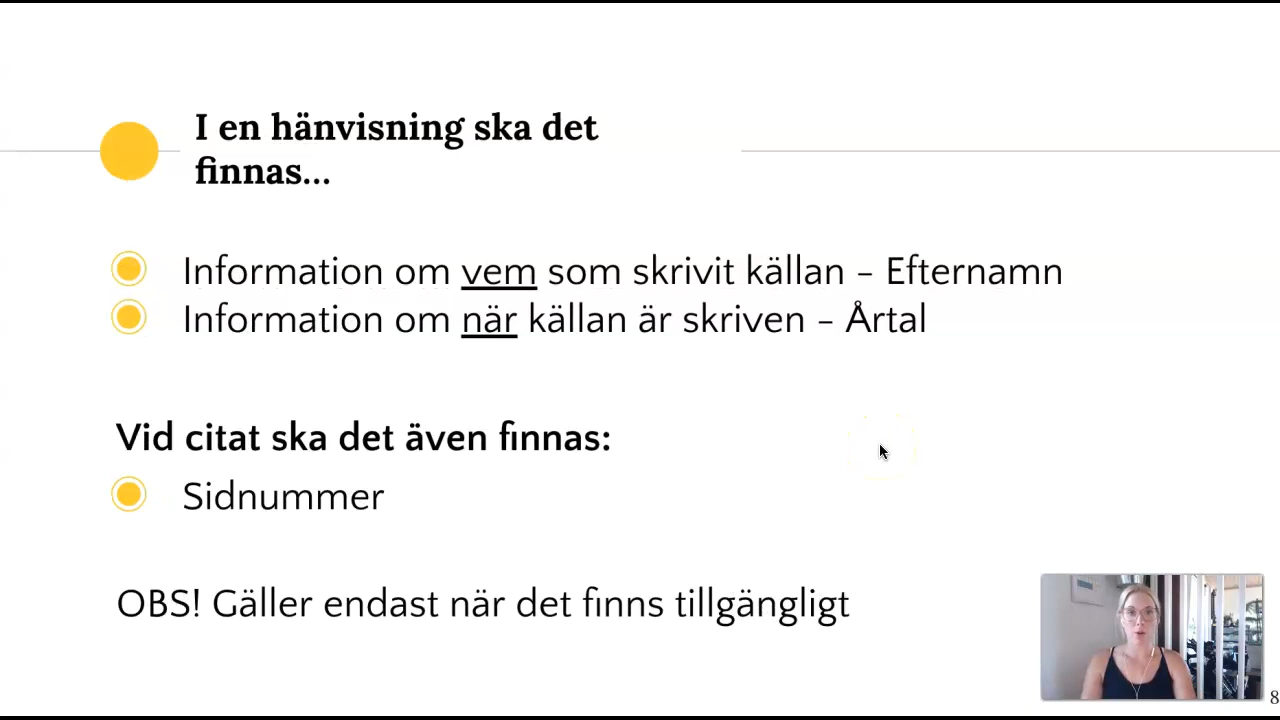 I en hänvisning ska det
finnas...
Information om vem som skrivit källan – Efternamn
Information om när källan är skriven – Årtal
Vid citat ska det även finnas:
Sidnummer
OBS! Gäller endast när det finns tillgängligt
8